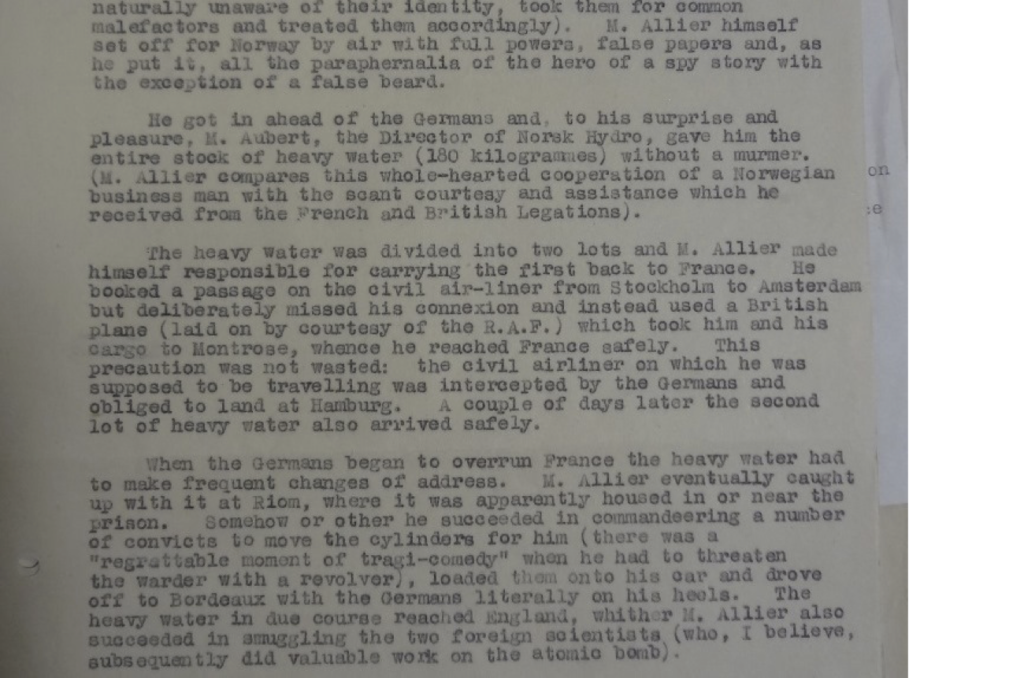 naturally unaware of their identity, took them for common
malefactors and treated them accordingly).   M. Allier himself
set off for Norway by air with full powers, false papers and, as
he put it, all the paraphernalia of the hero of a spy story with
the exception of a false beard.
He got in ahead of the Germans and, to his surprise and
pleasure, M. Aubert, the Director of Norsk Hydro, gave him the
entire stock of heavy water (180 kilogrammes) without a murmer.
(M. Allier compares this whole-hearted cooperation of a Norwegian
business man with the scant courtesy and assistance which he
received from the French and British Legations).
on
:e
The heavy water was divided into two lots and M. Allier made
himself responsible for carrying the first back to France.   He
booked a passage on the civil air-liner from Stockholm to Amsterdam
but deliberately missed his connexion and instead used a British
plane (laid on by courtesy of the R.A.F.) which took him and his
cargo to Montrose, whence he reached France safely.   This
precaution was not wasted:   the civil airliner on which he was
supposed to be travelling was intercepted by the Germans and
obliged to land at Hamburg.   A couple of days later the second
lot of heavy water also arrived safely.
When the Germans began to overrun France the heavy water had
to make frequent changes of address.   M. Allier eventually caught
up with it at Riom, where it was apparently housed in or near the
prison.   Somehow or other he succeeded in commandeering a number
of convicts to move the cylinders for him (there was a
"regrettable moment of tragi-comedy" when he had to threaten
the warder with a revolver), loaded them onto his car and drove
off to Bordeaux with the Germans literally on his heels.   The
heavy water in due course reached England, whither M. Allier also
succeeded in smuggling the two foreign scientists (who, I believe,
subsequently did valuable work on the atomic bomb).